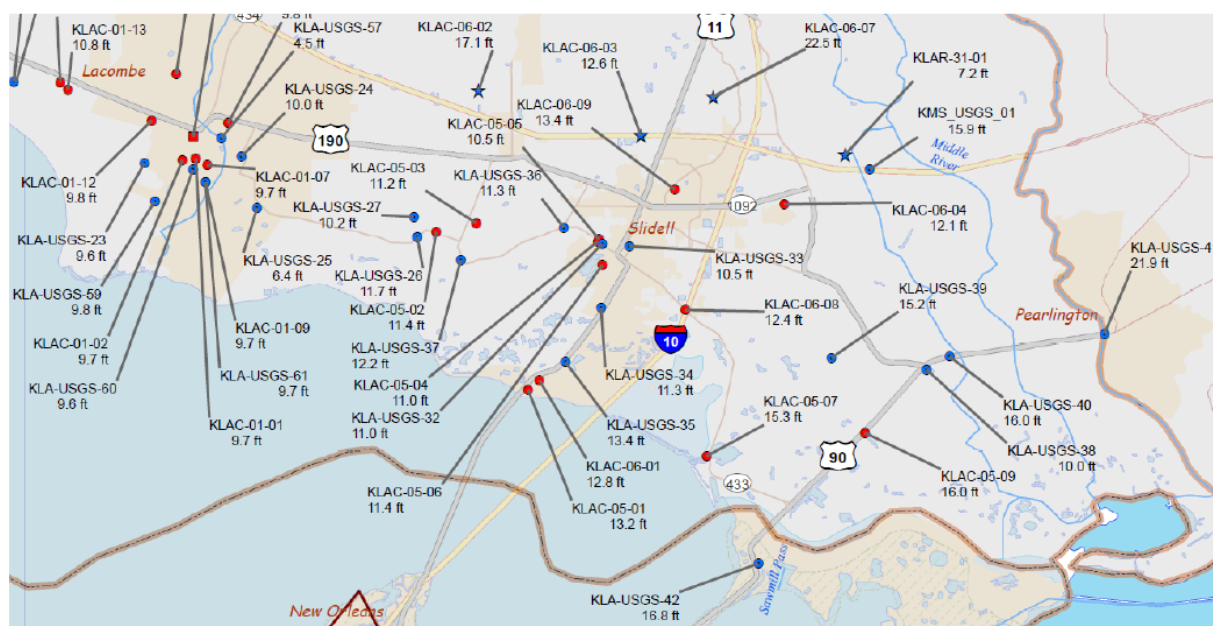 434
9.8 ft
KLAC-01-13
10.8 ft
KLA-USGS-57
4.5 ft
KLAC-06-02
17.1 ft
11
KLAC-06-07
22.5 ft
KLAC-06-03
12.6 ft
KLAR-31-01
7.2 ft
Lacombe
KLA-USGS-24
10.0 ft
KLAC-06-09
13.4 ft
KMS_USGS_01
15.9 ft
190
KLAC-05-05
10.5 ft
Middle
River
KLAC-05-03
11.2 ft
KLA-USGS-36
11.3 ft
KLAC-01-12
9.8 ft
KLAC-01-07
9.7 ft
KLA-USGS-27
10.2 ft
1092
KLAC-06-04
12.1 ft
Slidell
KLA-USGS-23
9.6 ft
KLA-USGS-25
6.4 ft
KLA-USGS-26
11.7 ft
KLA-USGS-33
10.5 ft
KLA-USGS-4
21.9 ft
KLA-USGS-59
9.8 ft
KLAC-05-02
11.4 ft
KLA-USGS-39
15.2 ft
KLAC-06-08
12.4 ft
Pearlington
KLAC-01-09
9.7 ft
KLAC-01-02
9.7 ft
10
KLA-USGS-37
12.2 ft
KLA-USGS-61
9.7 ft
KLA-USGS-34
11.3 ft
KLA-USGS-60
9.6 ft
KLAC-05-04
11.0 ft
KLAC-05-07
15.3 ft
KLA-USGS-40
16.0 ft
KLA-USGS-32
11.0 ft
KLAC-01-01
9.7 ft
KLA-USGS-35
13.4 ft
KLA-USGS-38
10.0 ft
90
KLAC-06-01
12.8 ft
KLAC-05-09
16.0 ft
433
KLAC-05-06
11.4 ft
KLAC-05-01
13.2 ft
Sawmill Pass
KLA-USGS-42
16.8 ft
New Orleans